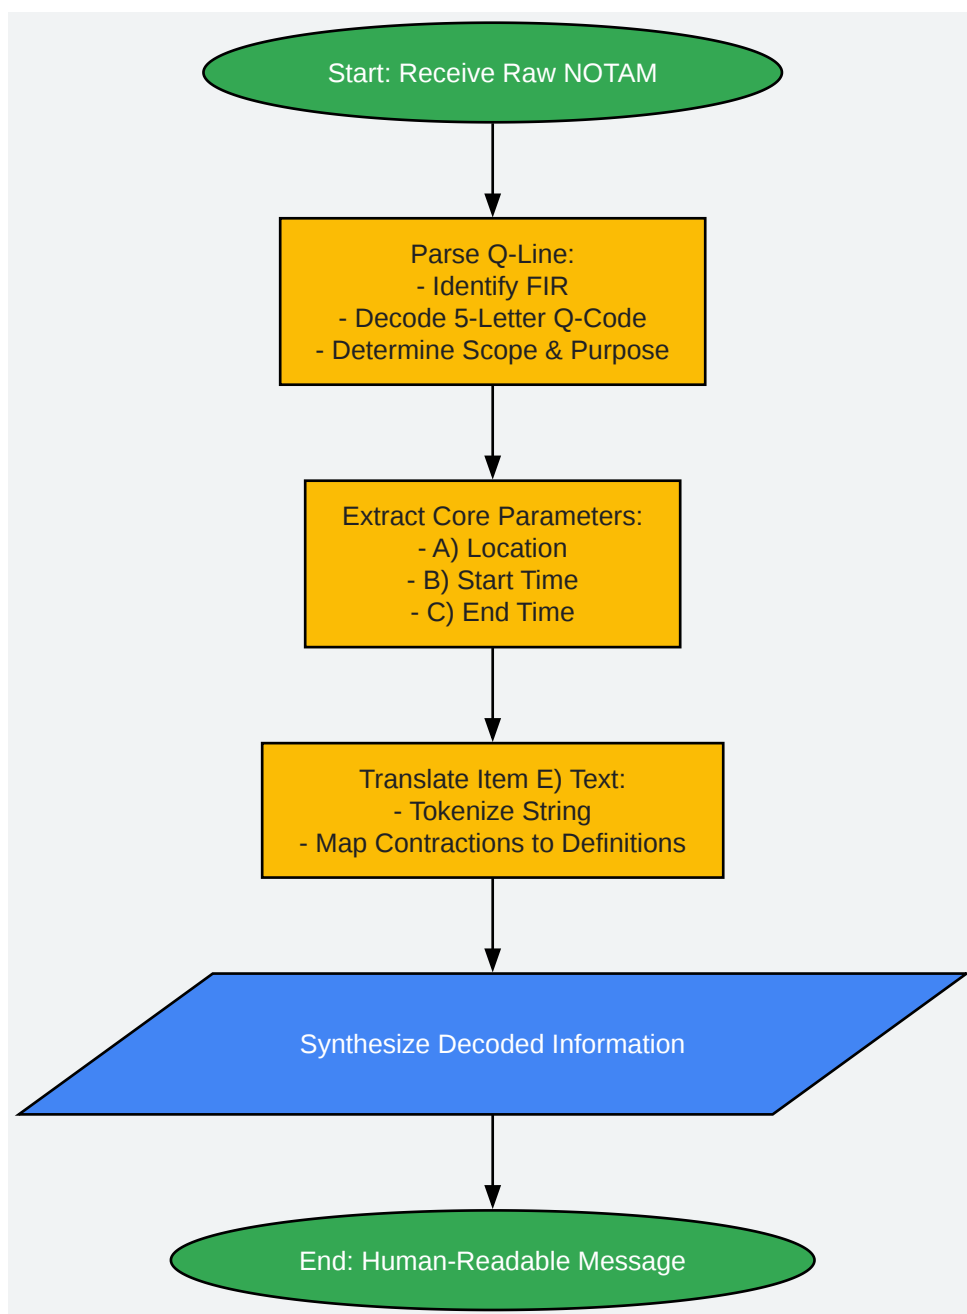 Start: Receive Raw NOTAM
Parse Q-Line:
- Identify FIR
- Decode 5-Letter Q-Code
- Determine Scope & Purpose
Extract Core Parameters:
- A) Location
- B) Start Time
- C) End Time
Translate Item E) Text:
- Tokenize String
- Map Contractions to Definitions
Synthesize Decoded Information
End: Human-Readable Message